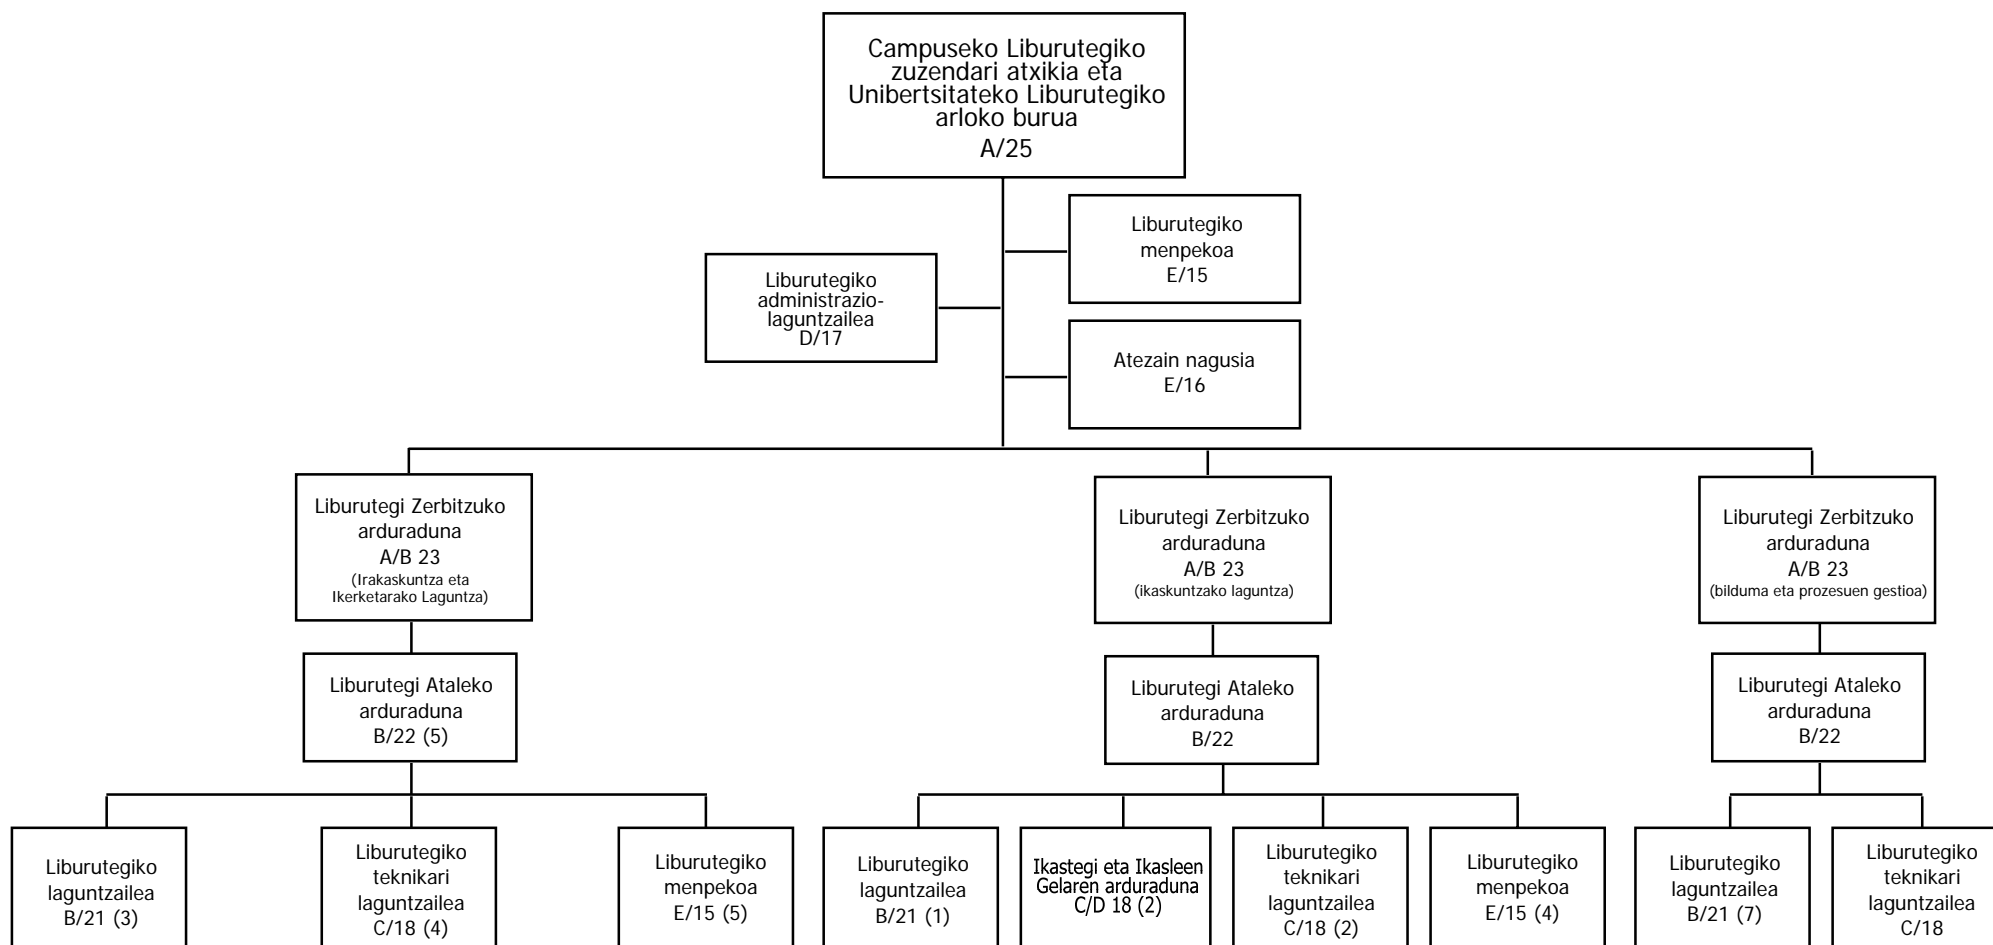 Campuseko Liburutegiko
zuzendari atxikia eta
Unibertsitateko Liburutegiko
arloko burua
A/25
Liburutegiko
menpekoa
E/15
Liburutegiko
administrazio-
laguntzailea
D/17
Atezain nagusia
E/16
Liburutegi Zerbitzuko
arduraduna
A/B 23
(Irakaskuntza eta
Ikerketarako Laguntza)
Liburutegi Zerbitzuko
arduraduna
A/B 23
(ikaskuntzako laguntza)
Liburutegi Zerbitzuko
arduraduna
A/B 23
(bilduma eta prozesuen gestioa)
Liburutegi Ataleko
arduraduna
B/22 (5)
Liburutegi Ataleko
arduraduna
B/22
Liburutegi Ataleko
arduraduna
B/22
Liburutegiko
laguntzailea
B/21 (3)
Liburutegiko
teknikari
laguntzailea
C/18 (4)
Liburutegiko
menpekoa
E/15 (5)
Liburutegiko
laguntzailea
B/21 (1)
Ikastegi eta Ikasleen
Gelaren arduraduna
C/D 18 (2)
Liburutegiko
teknikari
laguntzailea
C/18 (2)
Liburutegiko
menpekoa
E/15 (4)
Liburutegiko
laguntzailea
B/21 (7)
Liburutegiko
teknikari
laguntzailea
C/18